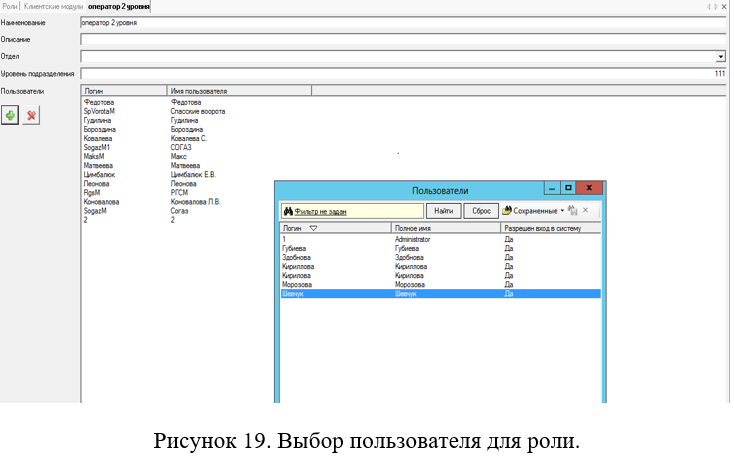 Роли Клиентские модули оператор 2 уровня
Наименование оператор 2 уровня
Описание
Отдел
Уровень подразделения 111
Пользователи Логин Имя пользователя
Федотова Федотова
SpVorotaM Спасские воорота
Гудилина Гудилина
Бороздина Бороздина
Ковалева Ковалева С.
SogazM1 СОГАЗ
MaksM Макс
Матвеева Матвеева
Цимбалюк Цимбалюк Е.В.
Леонова Леонова
RgsM РГСМ
Коновалова Коновалова Л.В.
SogazM Согаз
2 2
Пользователи
Фильтр не задан Найти Сброс Сохраненные
Логин Полное имя Разрешен вход в систему
1 Administrator Да
Губиева Губиева Да
Здобнова Здобнова Да
Кириллова Кириллова Да
Кирилова Кирилова Да
Морозова Морозова Да
Шевчук Шевчук Да
Рисунок 19. Выбор пользователя для роли.